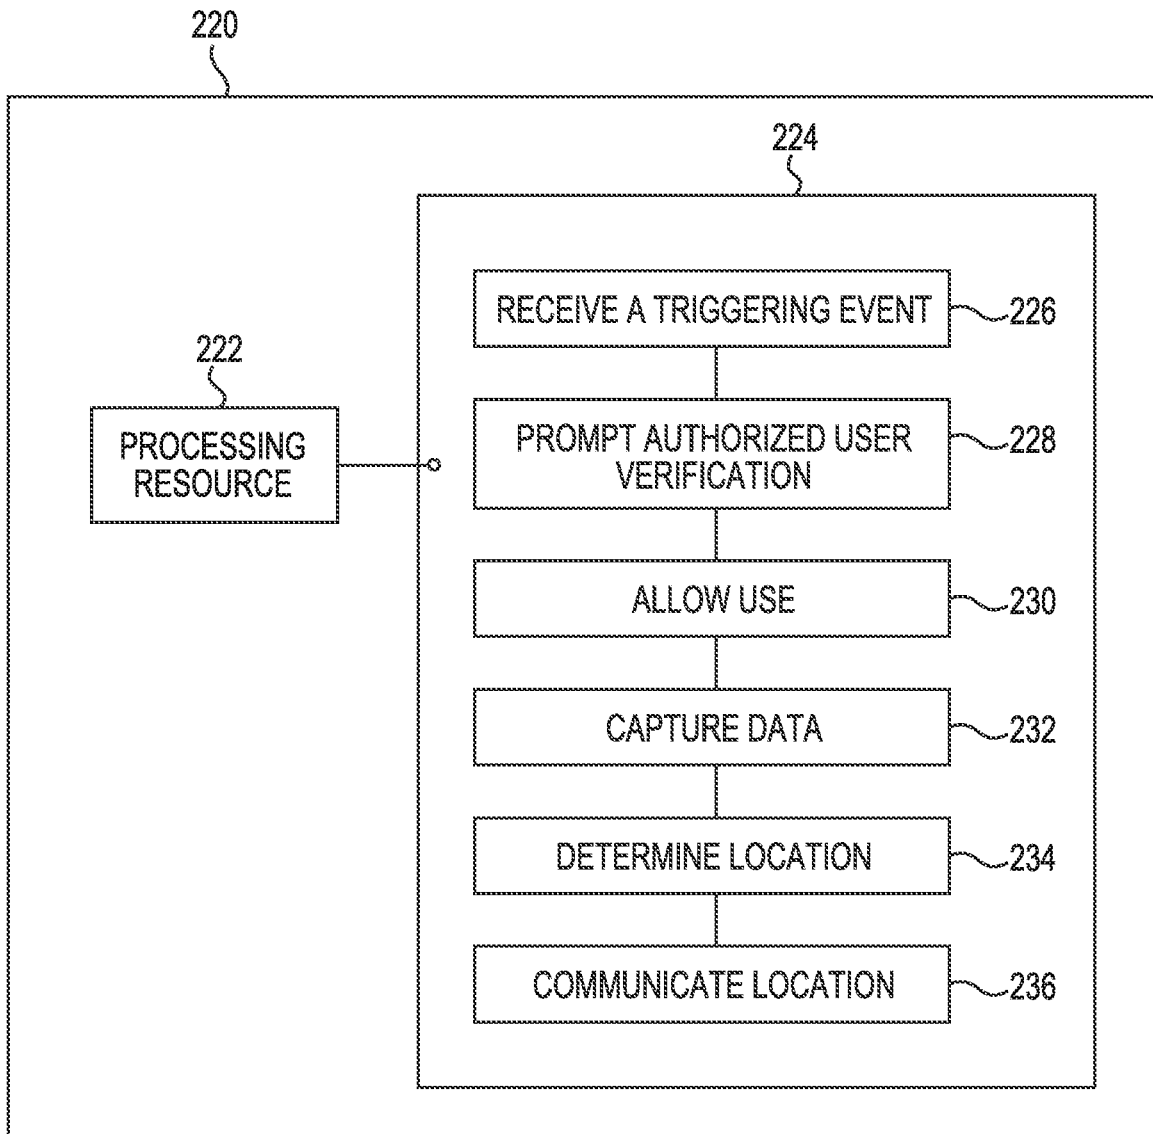 220
224
RECEIVE A TRIGGERING EVENT
226
222
PROCESSING
RESOURCE
PROMPT AUTHORIZED USER
VERIFICATION
228
ALLOW USE
230
CAPTURE DATA
232
DETERMINE LOCATION
234
COMMUNICATE LOCATION
236